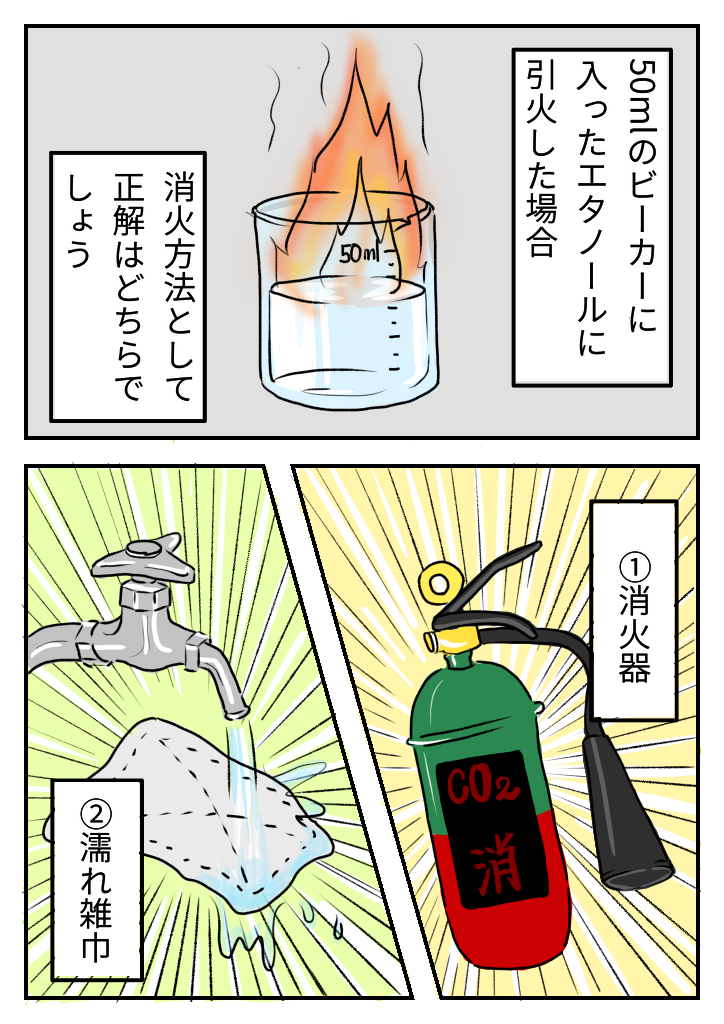 50mlのビーカーに
入ったエタノールに
引火した場合
50ml
消火方法として
正解はどちらで
しょう
①消火器
CO2
消
②濡れ雑巾